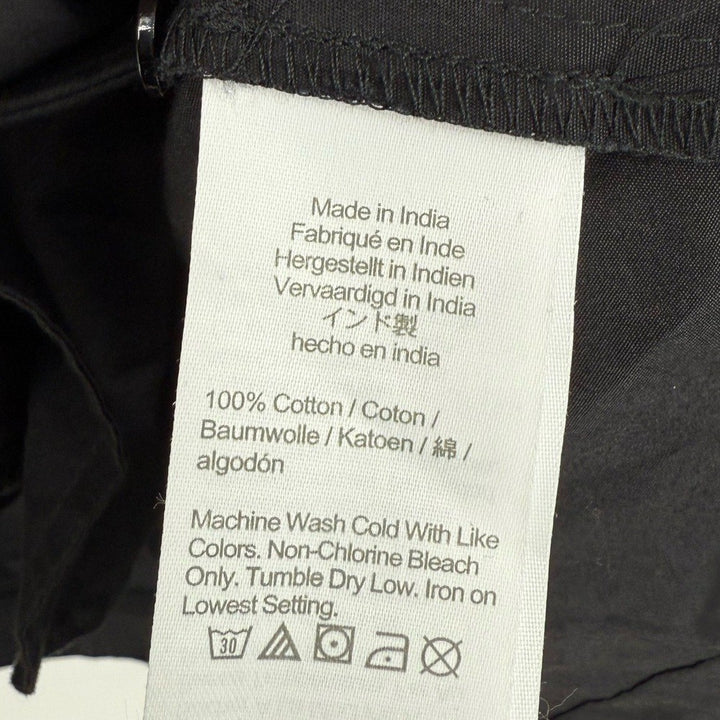 Made in India
Fabriqué en Inde
Hergestellt in Indien
Vervaardigd in India
インド製
hecho en india
100% Cotton / Coton /
Baumwolle / Katoen / 綿 /
algodón
Machine Wash Cold With Like
Colors. Non-Chlorine Bleach
Only. Tumble Dry Low. Iron on
Lowest Setting.
30